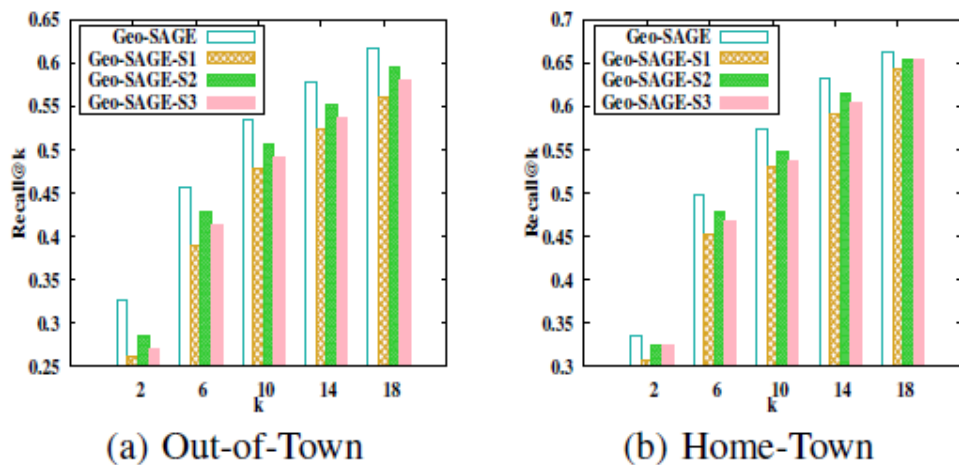 Geo-SAGE
Geo-SAGE-S1
Geo-SAGE-S2
Geo-SAGE-S3
0.65
0.6
0.55
0.5
0.45
0.4
0.35
0.3
0.25
Recall@k
2 6 10 14 18
k
(a) Out-of-Town
Geo-SAGE
Geo-SAGE-S1
Geo-SAGE-S2
Geo-SAGE-S3
0.7
0.65
0.6
0.55
0.5
0.45
0.4
0.35
0.3
Recall@k
2 6 10 14 18
k
(b) Home-Town